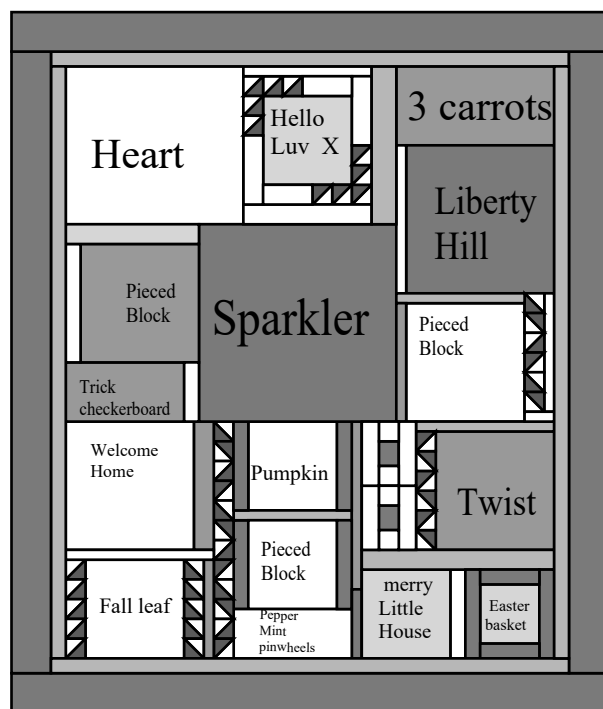 Heart
Hello
Luv X
3 carrots
Liberty
Hill
Pieced
Block
Sparkler
Pieced
Block
Trick
checkerboard
Welcome
Home
Pumpkin
Twist
Pieced
Block
Fall leaf
Pepper
Mint
pinwheels
merry
Little
House
Easter
basket